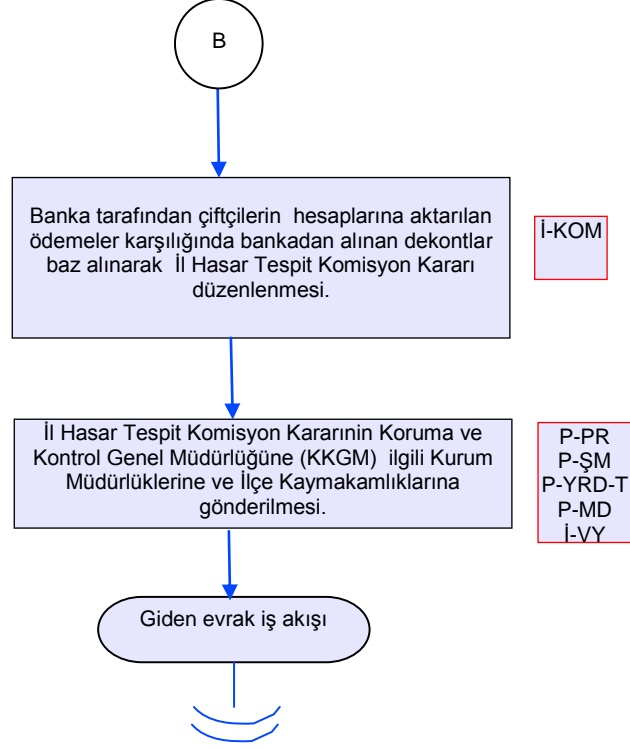 B
Banka tarafından çiftçilerin hesaplarına aktarılan
ödemeler karşılığında bankadan alınan dekontlar
baz alınarak İl Hasar Tespit Komisyon Kararı
düzenlenmesi.
İ-KOM
İl Hasar Tespit Komisyon Kararınin Koruma ve
Kontrol Genel Müdürlüğüne (KKGM) ilgili Kurum
Müdürlüklerine ve İlçe Kaymakamlıklarına
gönderilmesi.
P-PR
P-ŞM
P-YRD-T
P-MD
İ-VY
Giden evrak iş akışı